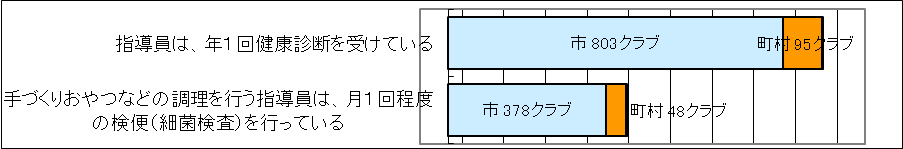 指導員は、年1回健康診断を受けている
市 803クラブ
町村 95クラブ
手づくりおやつなどの調理を行う指導員は、月1回程度
の検便(細菌検査)を行っている
市 378クラブ
町村 48クラブ